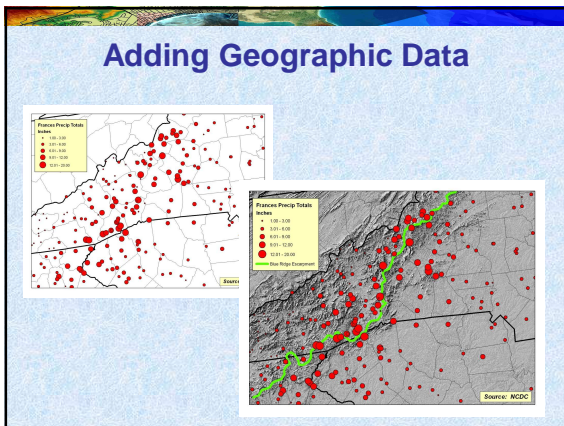 Adding Geographic Data
Frances Precip Totals
Inches
1.00 - 3.00
3.01 - 6.00
6.01 - 9.00
9.01 - 12.00
12.01 - 20.00
Source
Frances Precip Totals
Inches
1.00 - 3.00
3.01 - 6.00
6.01 - 9.00
9.01 - 12.00
12.01 - 20.00
Blue Ridge Escarpment
Source: NCDC